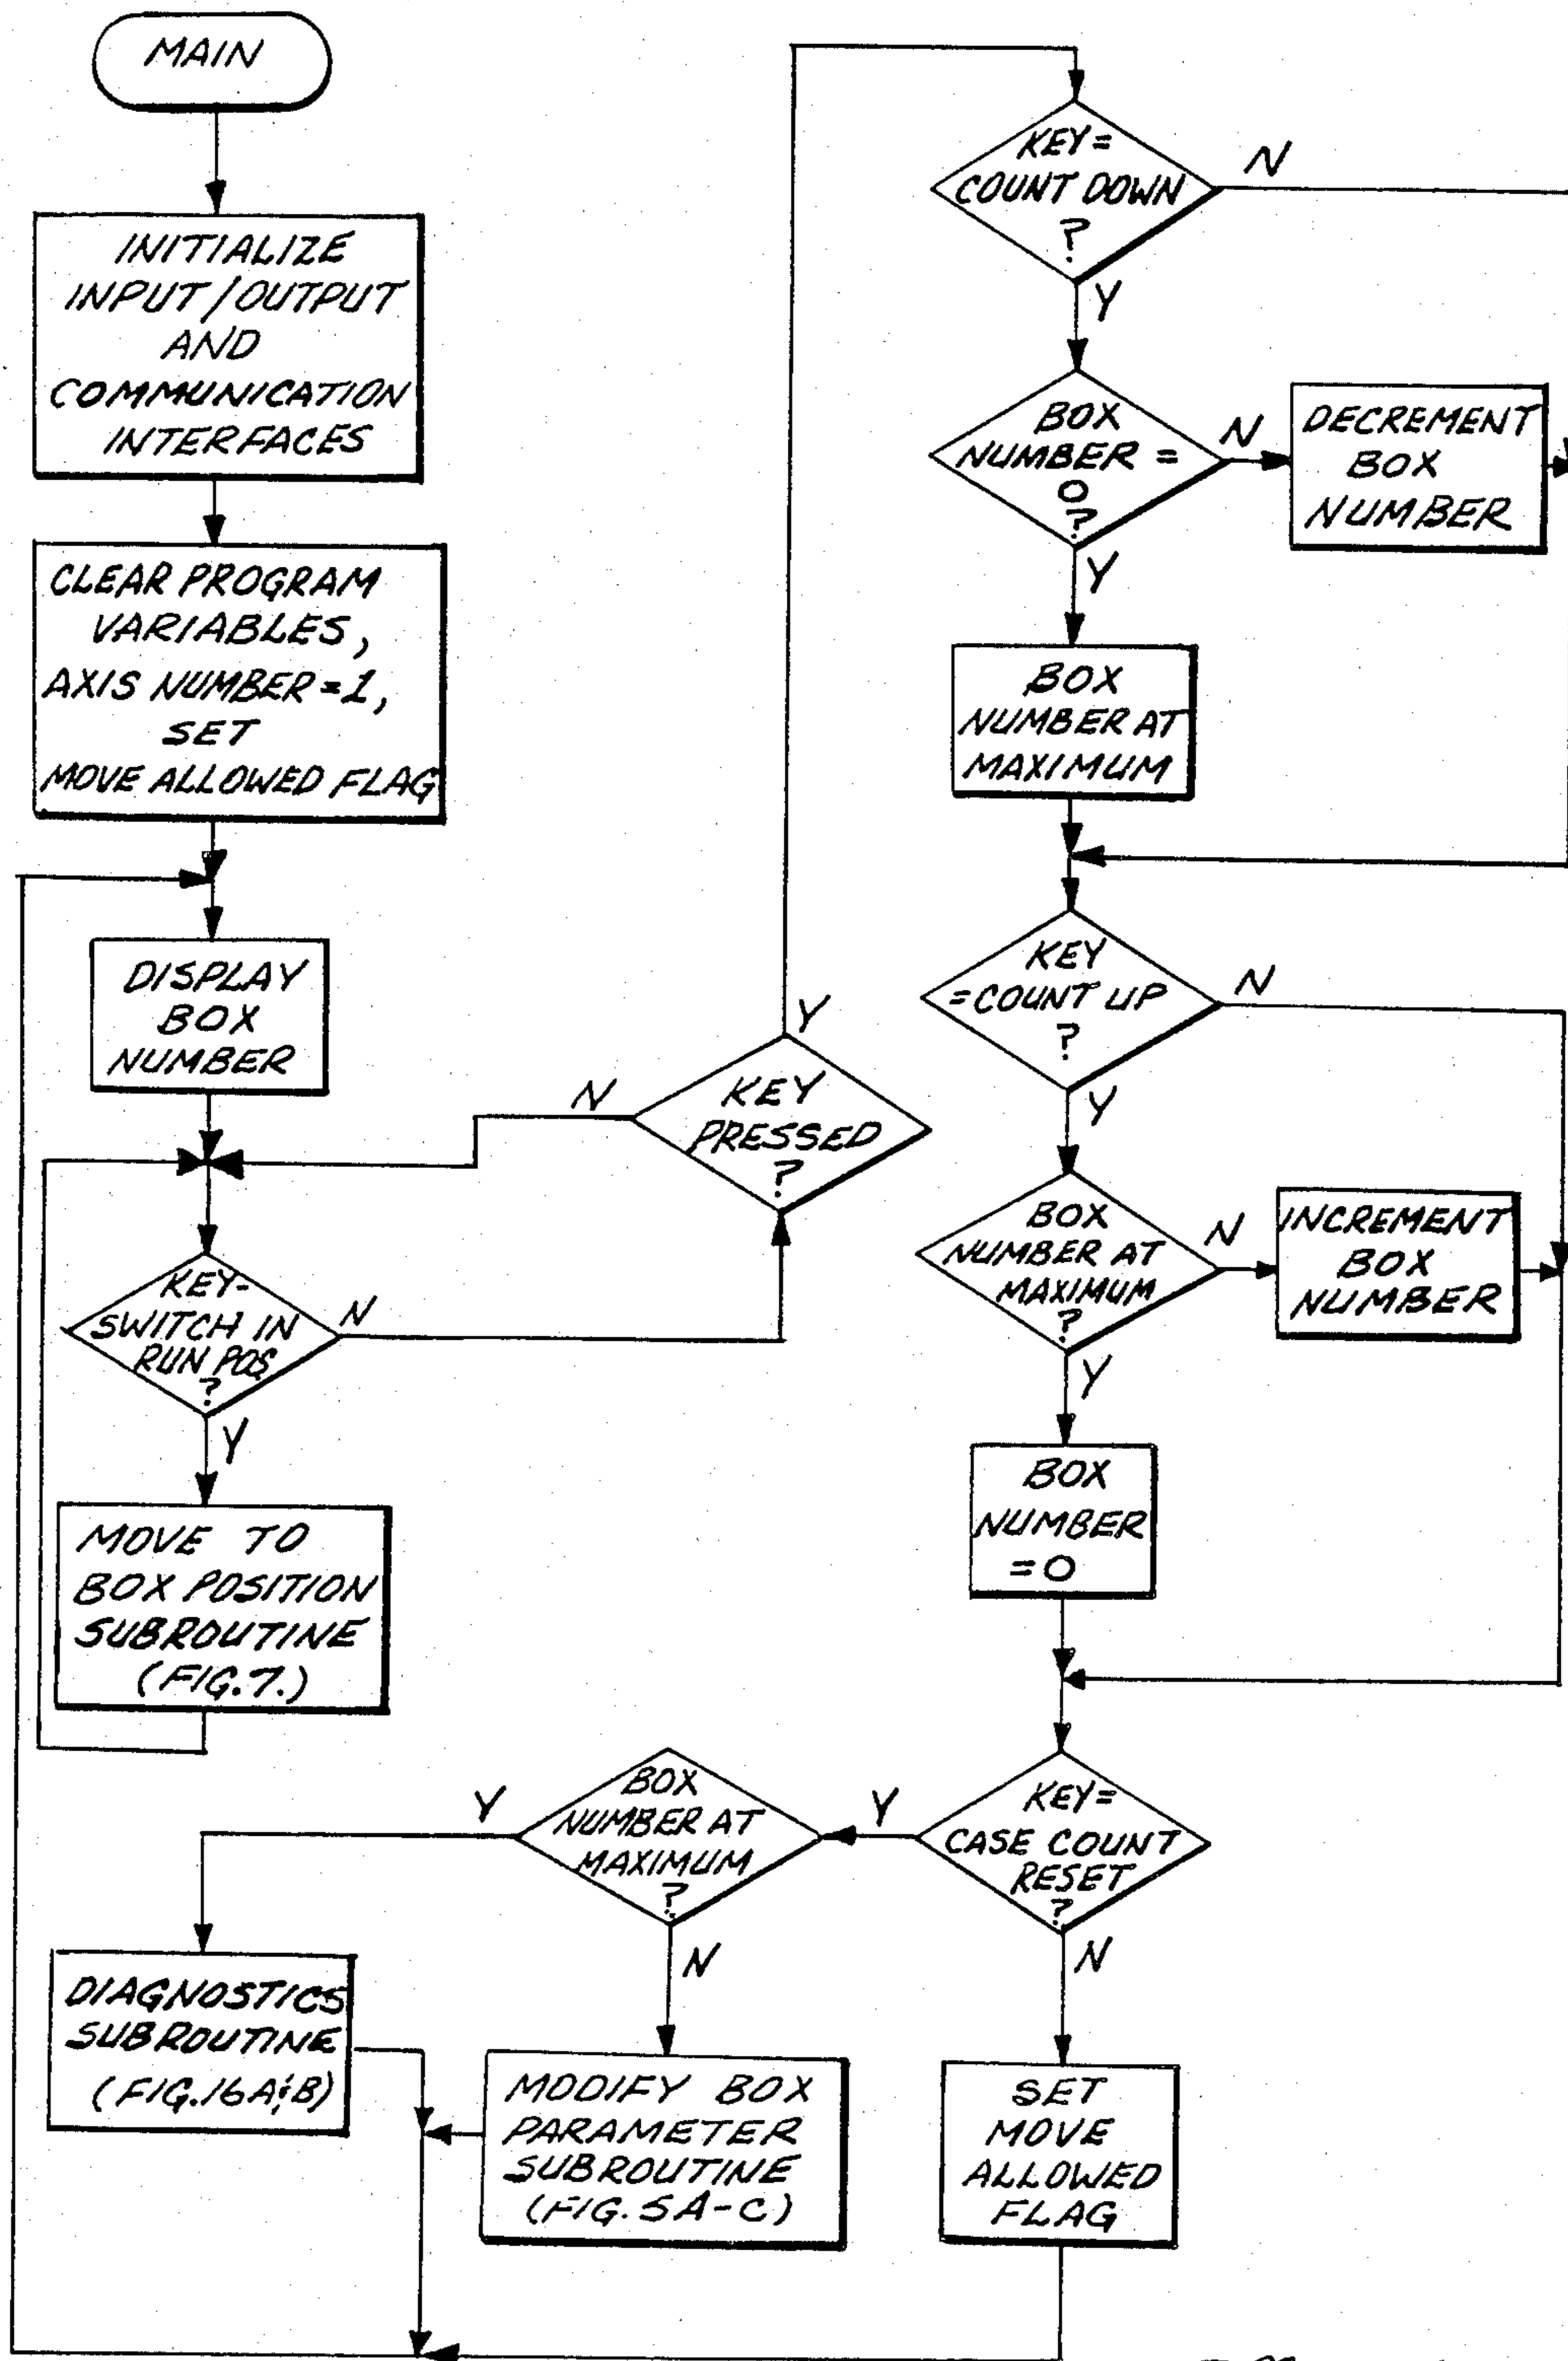 MAIN
INITIALIZE
INPUT/OUTPUT
AND
COMMUNICATION
INTERFACES
CLEAR PROGRAM
VARIABLES,
AXIS NUMBER=1,
SET
MOVE ALLOWED FLAG
DISPLAY
BOX
NUMBER
KEY-
SWITCH IN
RUN POS
?
N
Y
MOVE TO
BOX POSITION
SUBROUTINE
(FIG.7.)
KEY
PRESSED
?
N
Y
KEY=
COUNT DOWN
?
N
Y
BOX
NUMBER =
0
?
N
DECREMENT
BOX
NUMBER
Y
BOX
NUMBER AT
MAXIMUM
KEY
=COUNT UP
?
N
Y
BOX
NUMBER AT
MAXIMUM
?
N
INCREMENT
BOX
NUMBER
Y
BOX
NUMBER
=0
KEY=
CASE COUNT
RESET
?
Y
N
BOX
NUMBER AT
MAXIMUM
?
Y
N
DIAGNOSTICS
SUBROUTINE
(FIG.16A&B)
MODIFY BOX
PARAMETER
SUBROUTINE
(FIG.5A-C)
SET
MOVE
ALLOWED
FLAG